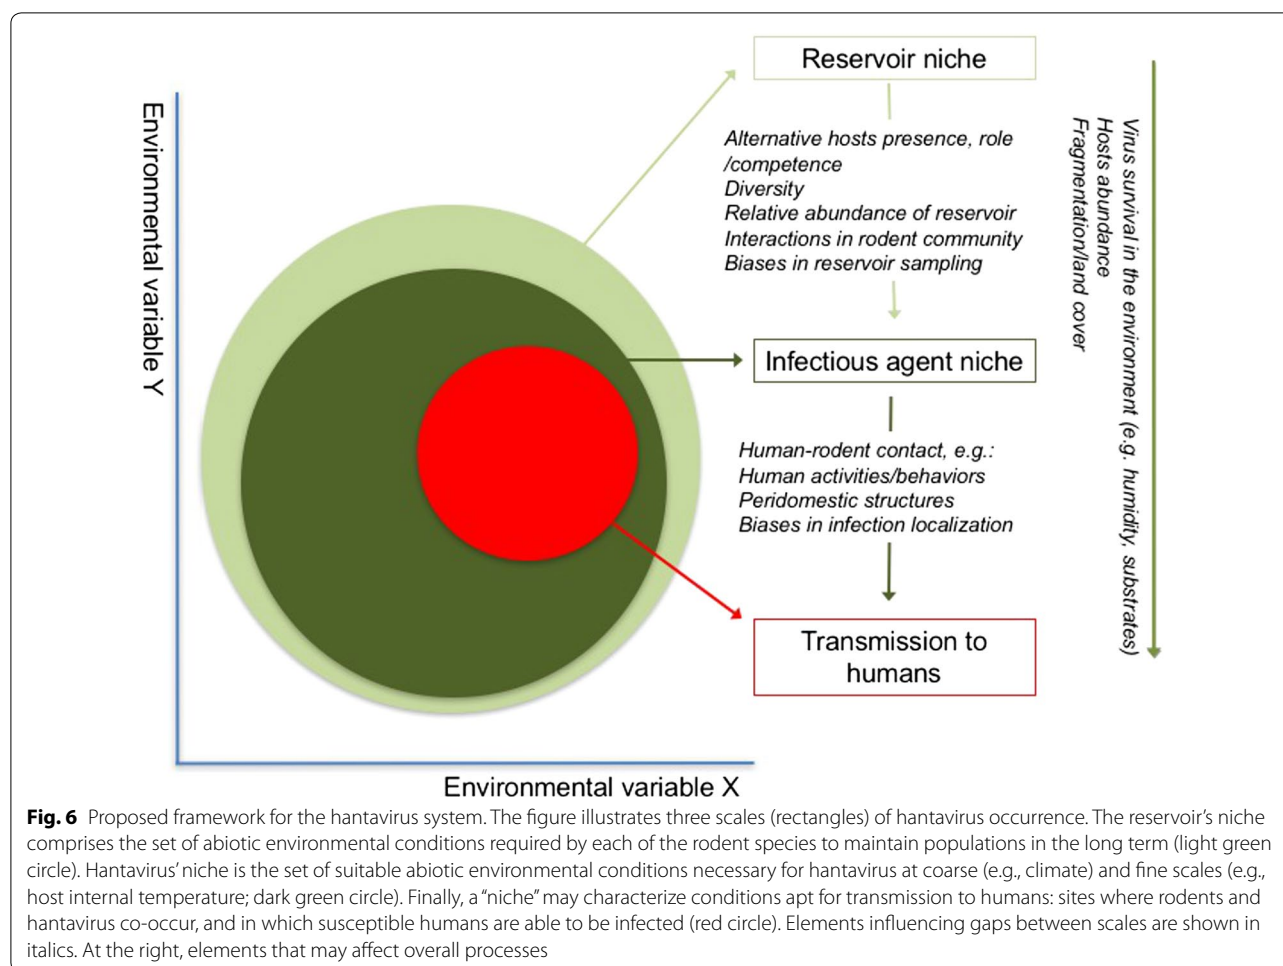 Reservoir niche
Environmental variable Y
Alternative hosts presence, role
/competence
Diversity
Relative abundance of reservoir
Interactions in rodent community
Biases in reservoir sampling
Virus survival in the environment (e.g. humidity, substrates)
Hosts abundance
Fragmentation/land cover
Infectious agent niche
Human-rodent contact, e.g.:
Human activities/behaviors
Peridomestic structures
Biases in infection localization
Transmission to
humans
Environmental variable X
Fig. 6 Proposed framework for the hantavirus system. The figure illustrates three scales (rectangles) of hantavirus occurrence. The reservoir’s niche
comprises the set of abiotic environmental conditions required by each of the rodent species to maintain populations in the long term (light green
circle). Hantavirus’ niche is the set of suitable abiotic environmental conditions necessary for hantavirus at coarse (e.g., climate) and fine scales (e.g.,
host internal temperature; dark green circle). Finally, a “niche” may characterize conditions apt for transmission to humans: sites where rodents and
hantavirus co-occur, and in which susceptible humans are able to be infected (red circle). Elements influencing gaps between scales are shown in
italics. At the right, elements that may affect overall processes